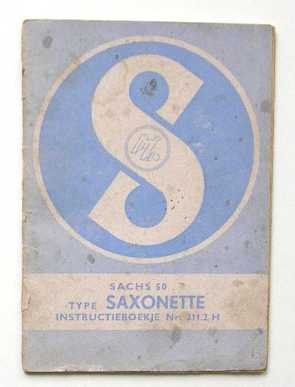 S
SACHS 50
TYPE SAXONETTE
INSTRUCTIEBOEKJE Nr. 211.2 H